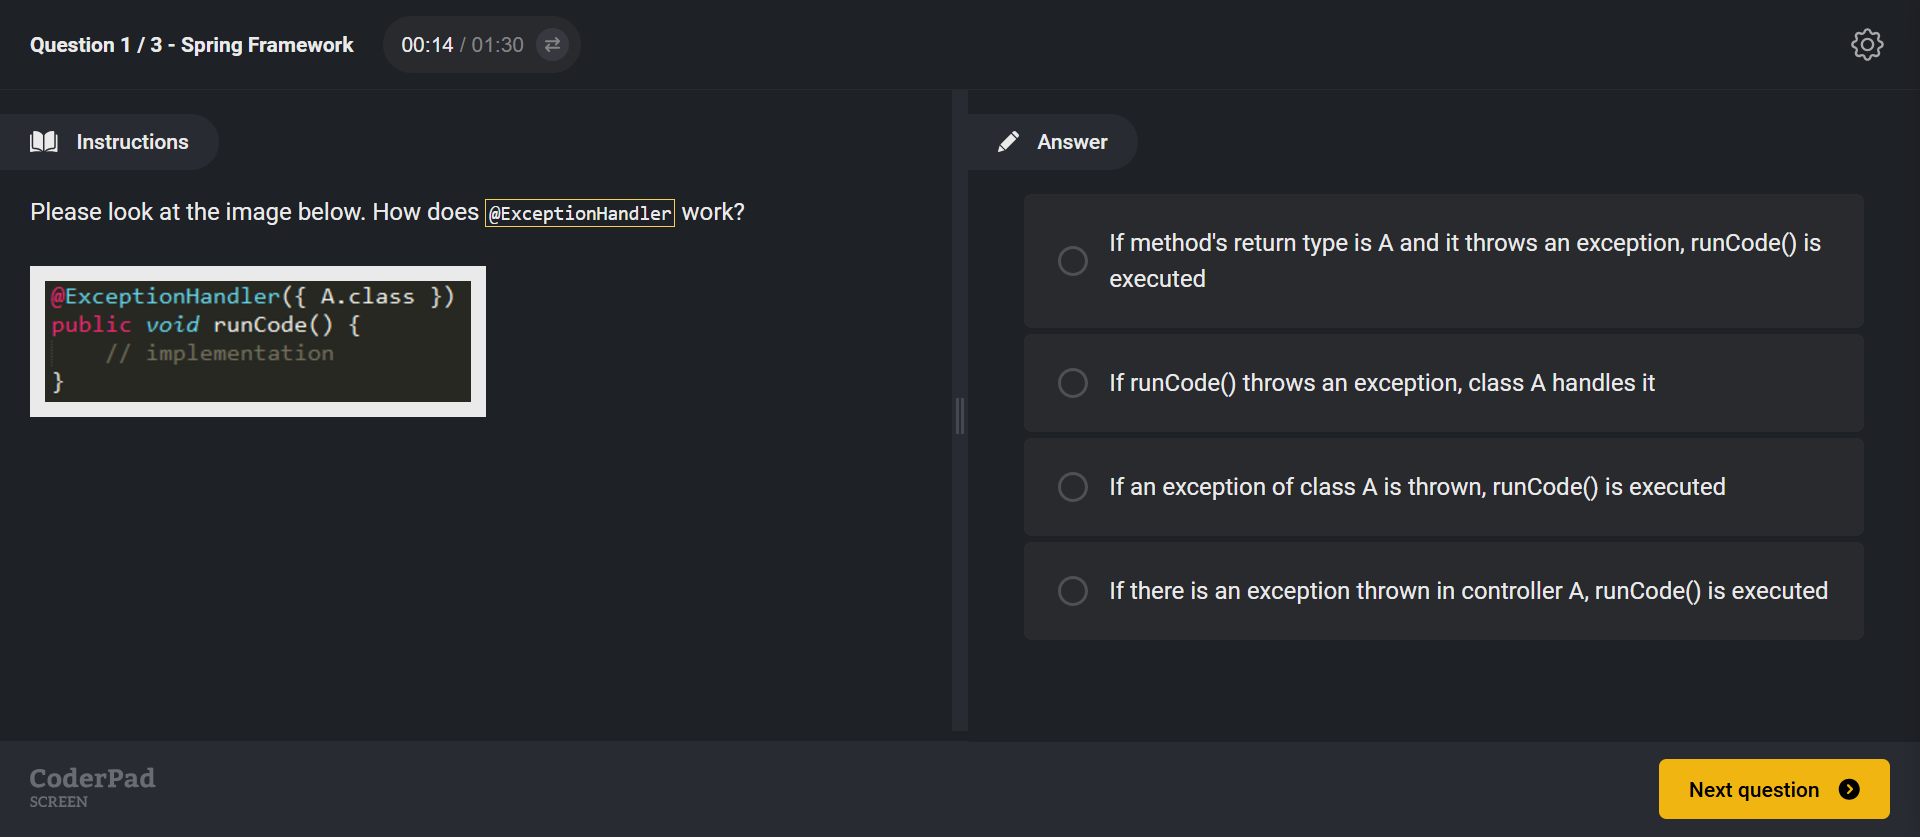 Question 1 / 3 - Spring Framework
00:14 / 01:30
Instructions
Please look at the image below. How does @ExceptionHandler work?
@ExceptionHandler({ A.class })
public void runCode() {
// implementation
}
Answer
If method's return type is A and it throws an exception, runCode() is
executed
If runCode() throws an exception, class A handles it
If an exception of class A is thrown, runCode() is executed
If there is an exception thrown in controller A, runCode() is executed
CoderPad
SCREEN
Next question